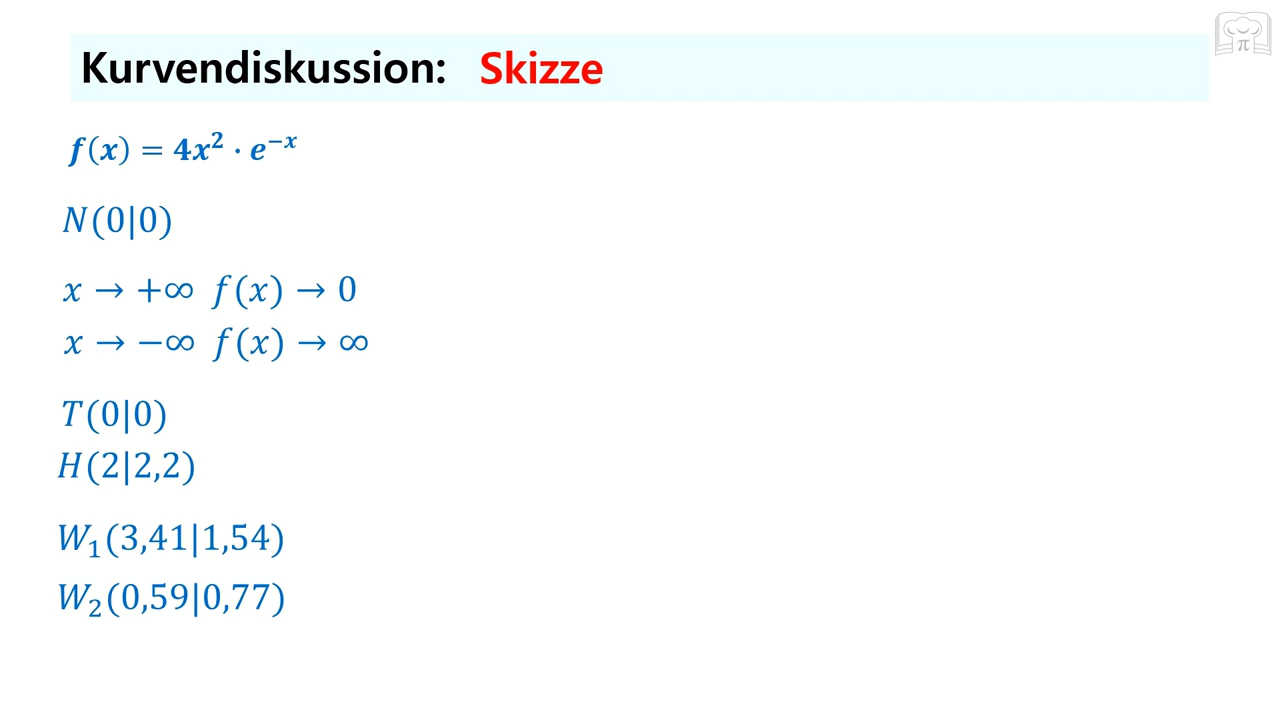 Kurvendiskussion: Skizze
f(x) = 4x² · e⁻ˣ
N(0|0)
x → +∞ f(x) → 0
x → −∞ f(x) → ∞
T(0|0)
H(2|2,2)
W₁(3,41|1,54)
W₂(0,59|0,77)
π